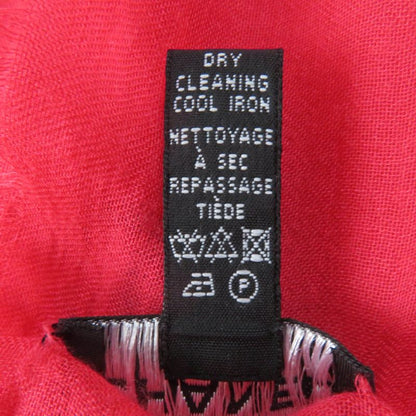 DRY
CLEANING
COOL IRON
NETTOYAGE
À SEC
REPASSAGE
TIÈDE
P